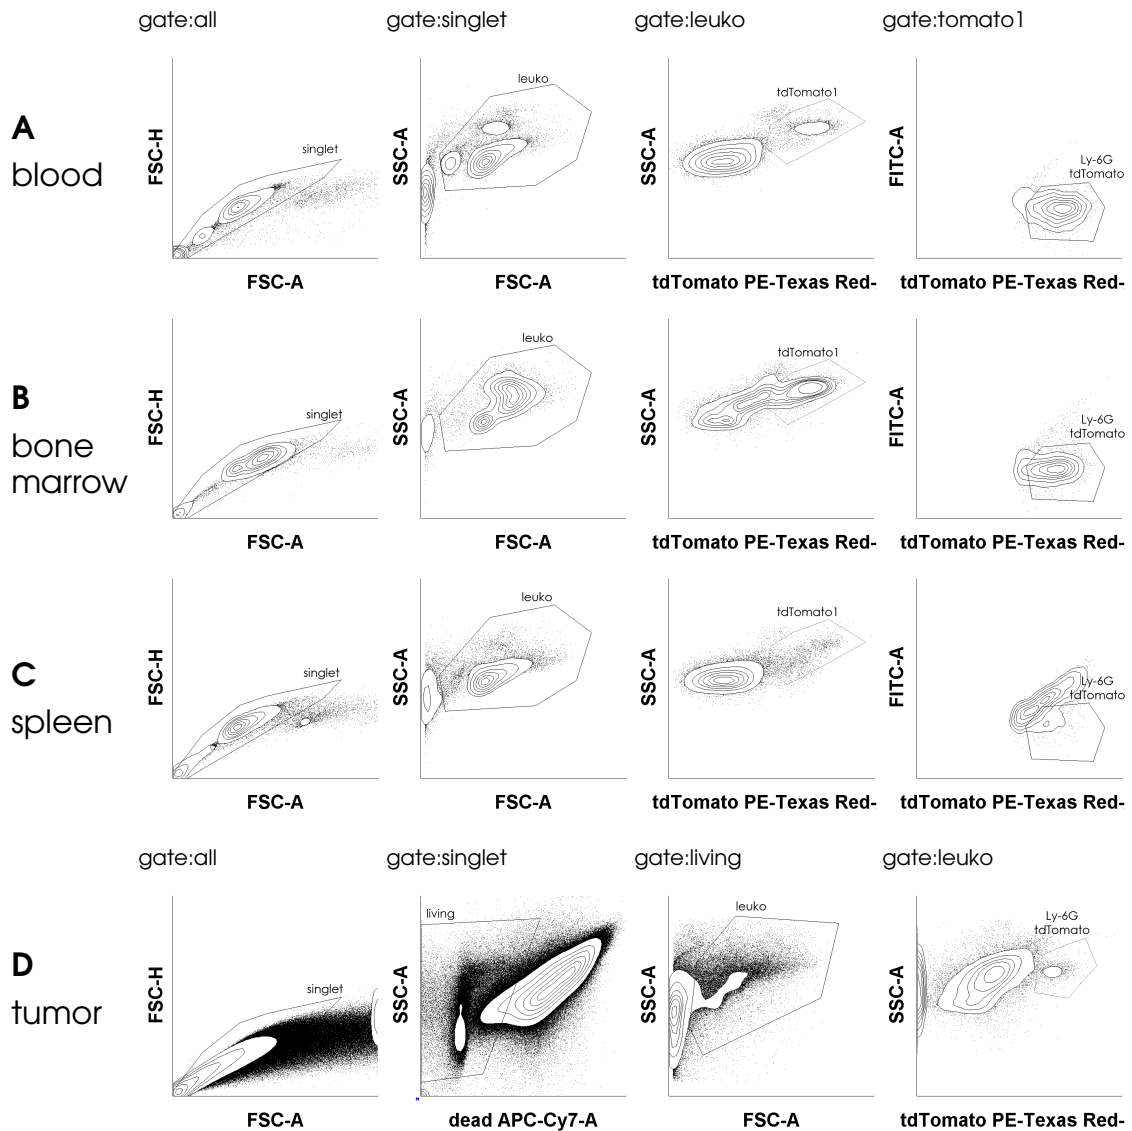 gate:all gate:singlet gate:leuko gate:tomato1
A
blood
FSC-H
singlet
FSC-A
SSC-A
leuko
FSC-A
SSC-A
tdTomato1
tdTomato PE-Texas Red-
FITC-A
Ly-6G
tdTomato
tdTomato PE-Texas Red-
B
bone
marrow
FSC-H
singlet
FSC-A
SSC-A
leuko
FSC-A
SSC-A
tdTomato1
tdTomato PE-Texas Red-
FITC-A
Ly-6G
tdTomato
tdTomato PE-Texas Red-
C
spleen
FSC-H
singlet
FSC-A
SSC-A
leuko
FSC-A
SSC-A
tdTomato1
tdTomato PE-Texas Red-
FITC-A
Ly-6G
tdTomato
tdTomato PE-Texas Red-
gate:all gate:singlet gate:living gate:leuko
D
tumor
FSC-H
singlet
FSC-A
SSC-A
living
dead APC-Cy7-A
SSC-A
leuko
FSC-A
SSC-A
Ly-6G
tdTomato
tdTomato PE-Texas Red-